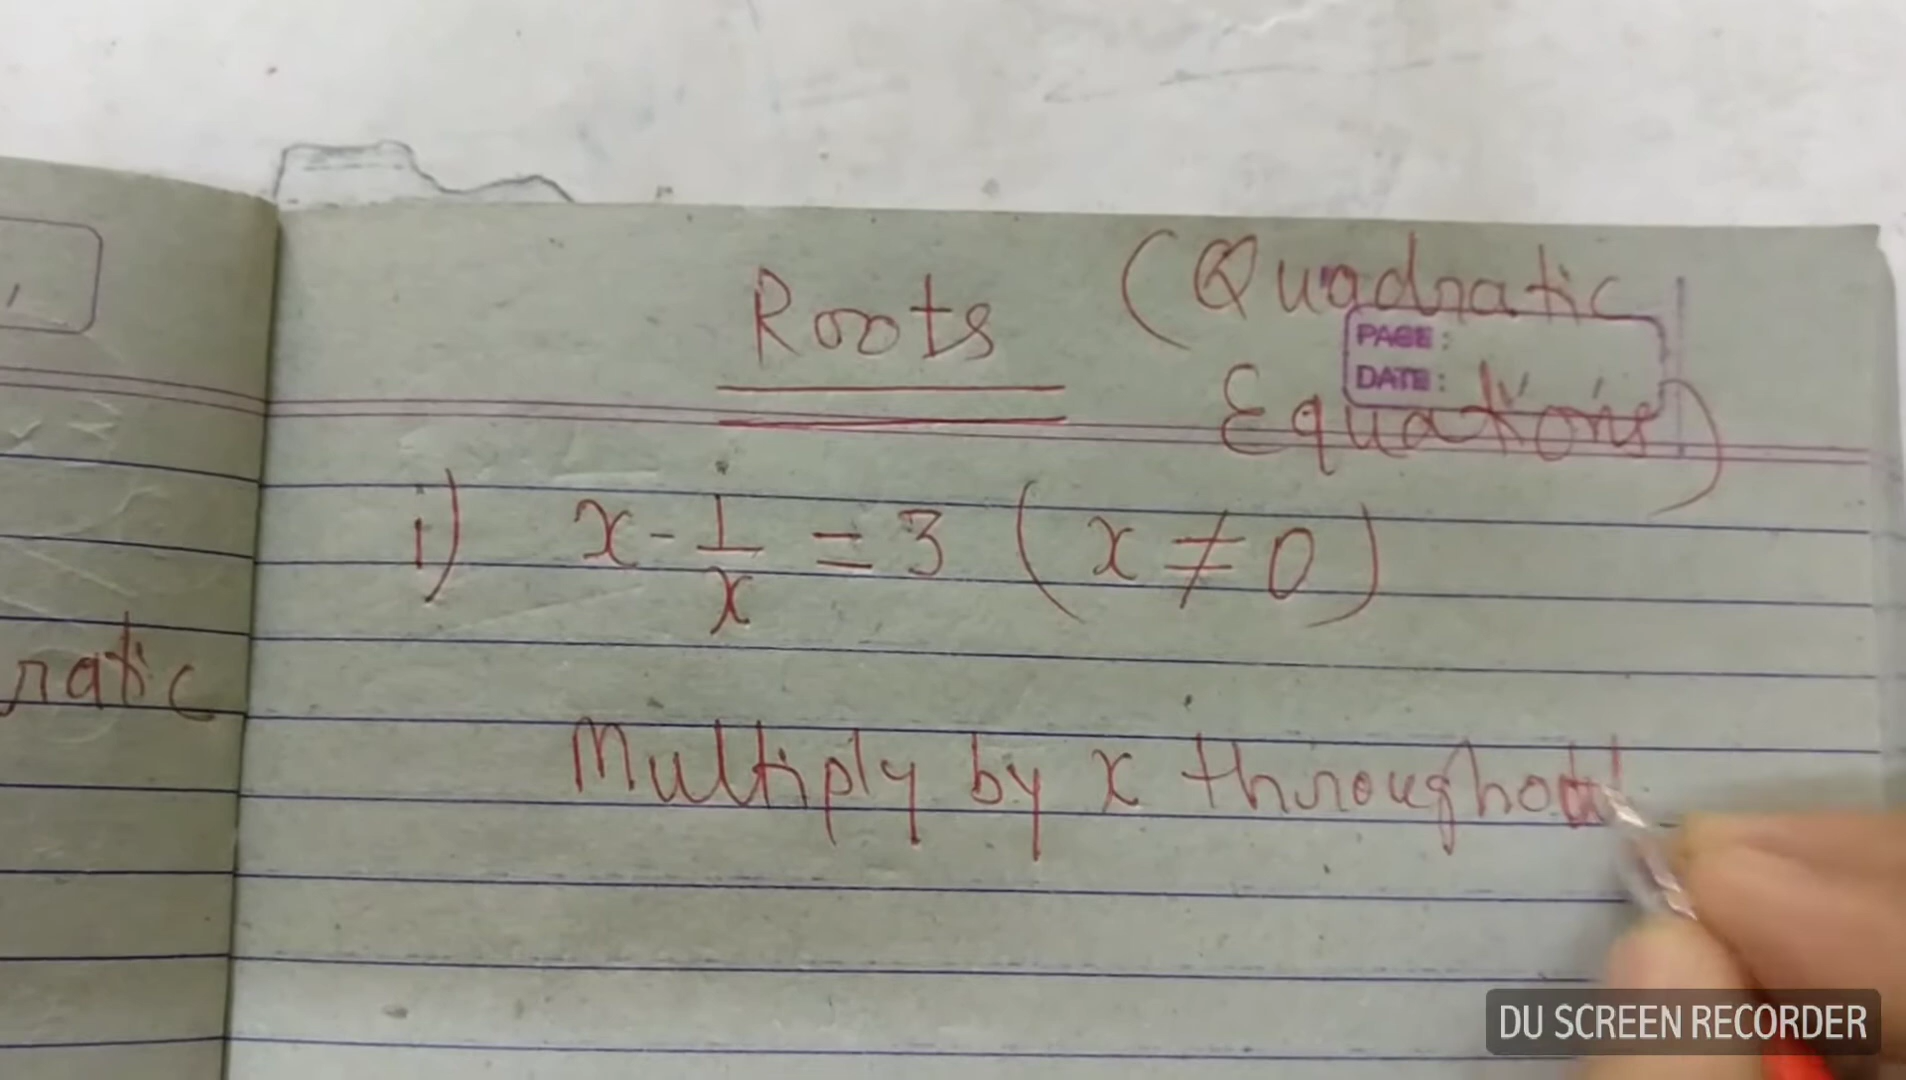 Roots
(Quadratic
PAGE:
DATE:
Equations)
ratic
i) x - 1/x = 3 (x ≠ 0)
Multiply by x throughout
DU SCREEN RECORDER